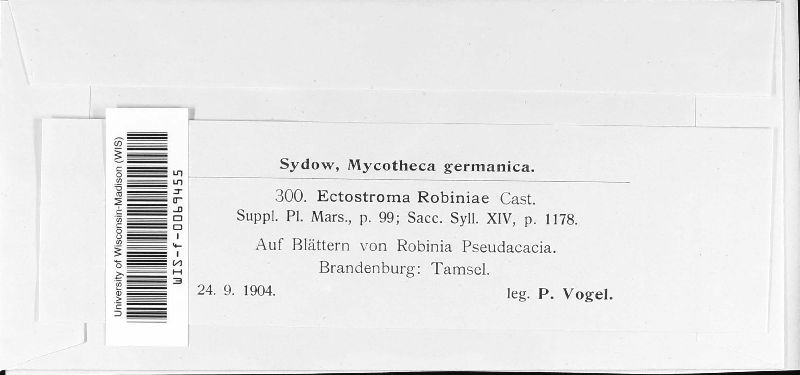 Sydow, Mycotheca germanica.
300. Ectostroma Robiniae Cast.
Suppl. Pl. Mars., p. 99; Sacc. Syll. XIV, p. 1178.
Auf Blättern von Robinia Pseudacacia.
Brandenburg: Tamsel.
24. 9. 1904. leg. P. Vogel.
University of Wisconsin-Madison (WIS)
WIS-f-0069455